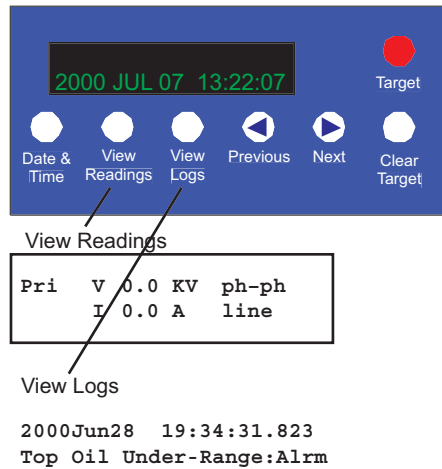 2000 JUL 07 13:22:07
Target
Date & Time
View Readings
View Logs
Previous
Next
Clear Target
View Readings
Pri V 0.0 KV ph-ph
I 0.0 A line
View Logs
2000Jun28 19:34:31.823
Top Oil Under-Range:Alrm